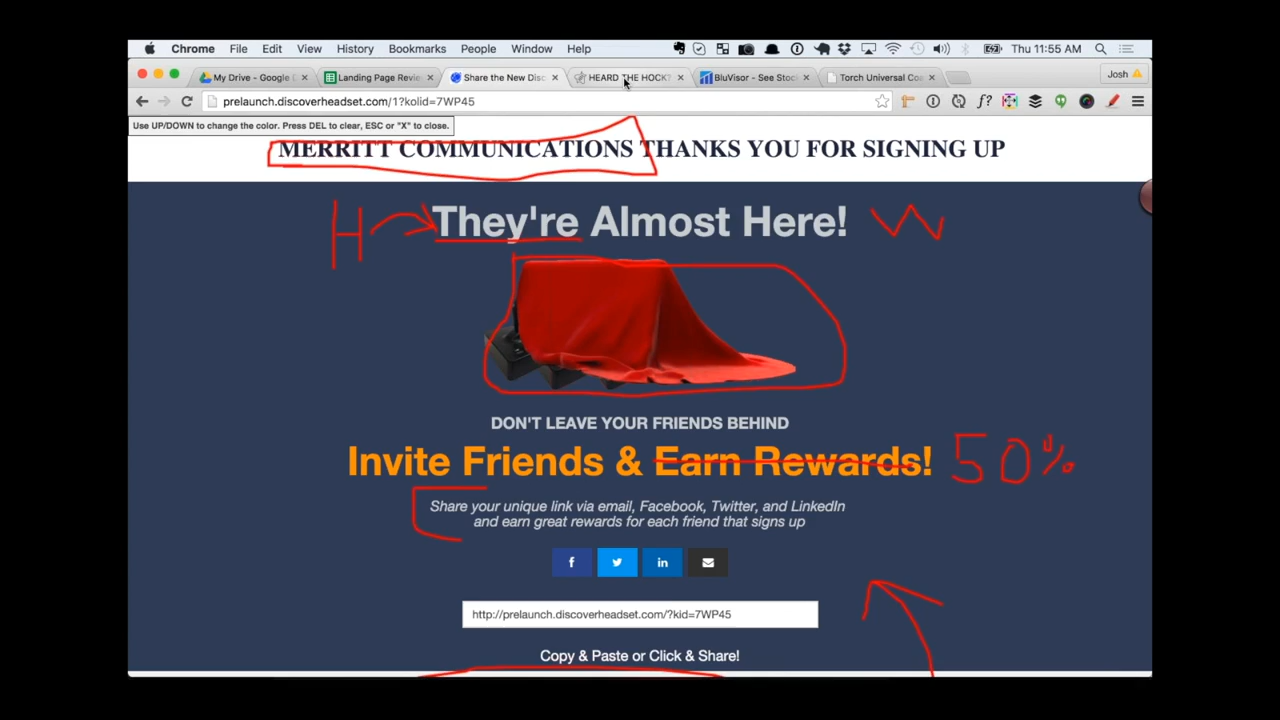 Chrome File Edit View History Bookmarks People Window Help Thu 11:55 AM
My Drive - Google D Landing Page Revie Share the New Disc HEARD THE HOCK? BluVisor - See Stoc Torch Universal Coa Josh
prelaunch.discoverheadset.com/1?kolid=7WP45 f?
Use UP/DOWN to change the color. Press DEL to clear, ESC or "X" to close.
MERRITT COMMUNICATIONS THANKS YOU FOR SIGNING UP
H They're Almost Here! W
DON'T LEAVE YOUR FRIENDS BEHIND
Invite Friends & Earn Rewards! 50%
Share your unique link via email, Facebook, Twitter, and LinkedIn
and earn great rewards for each friend that signs up
f in
http://prelaunch.discoverheadset.com/?kid=7WP45
Copy & Paste or Click & Share!